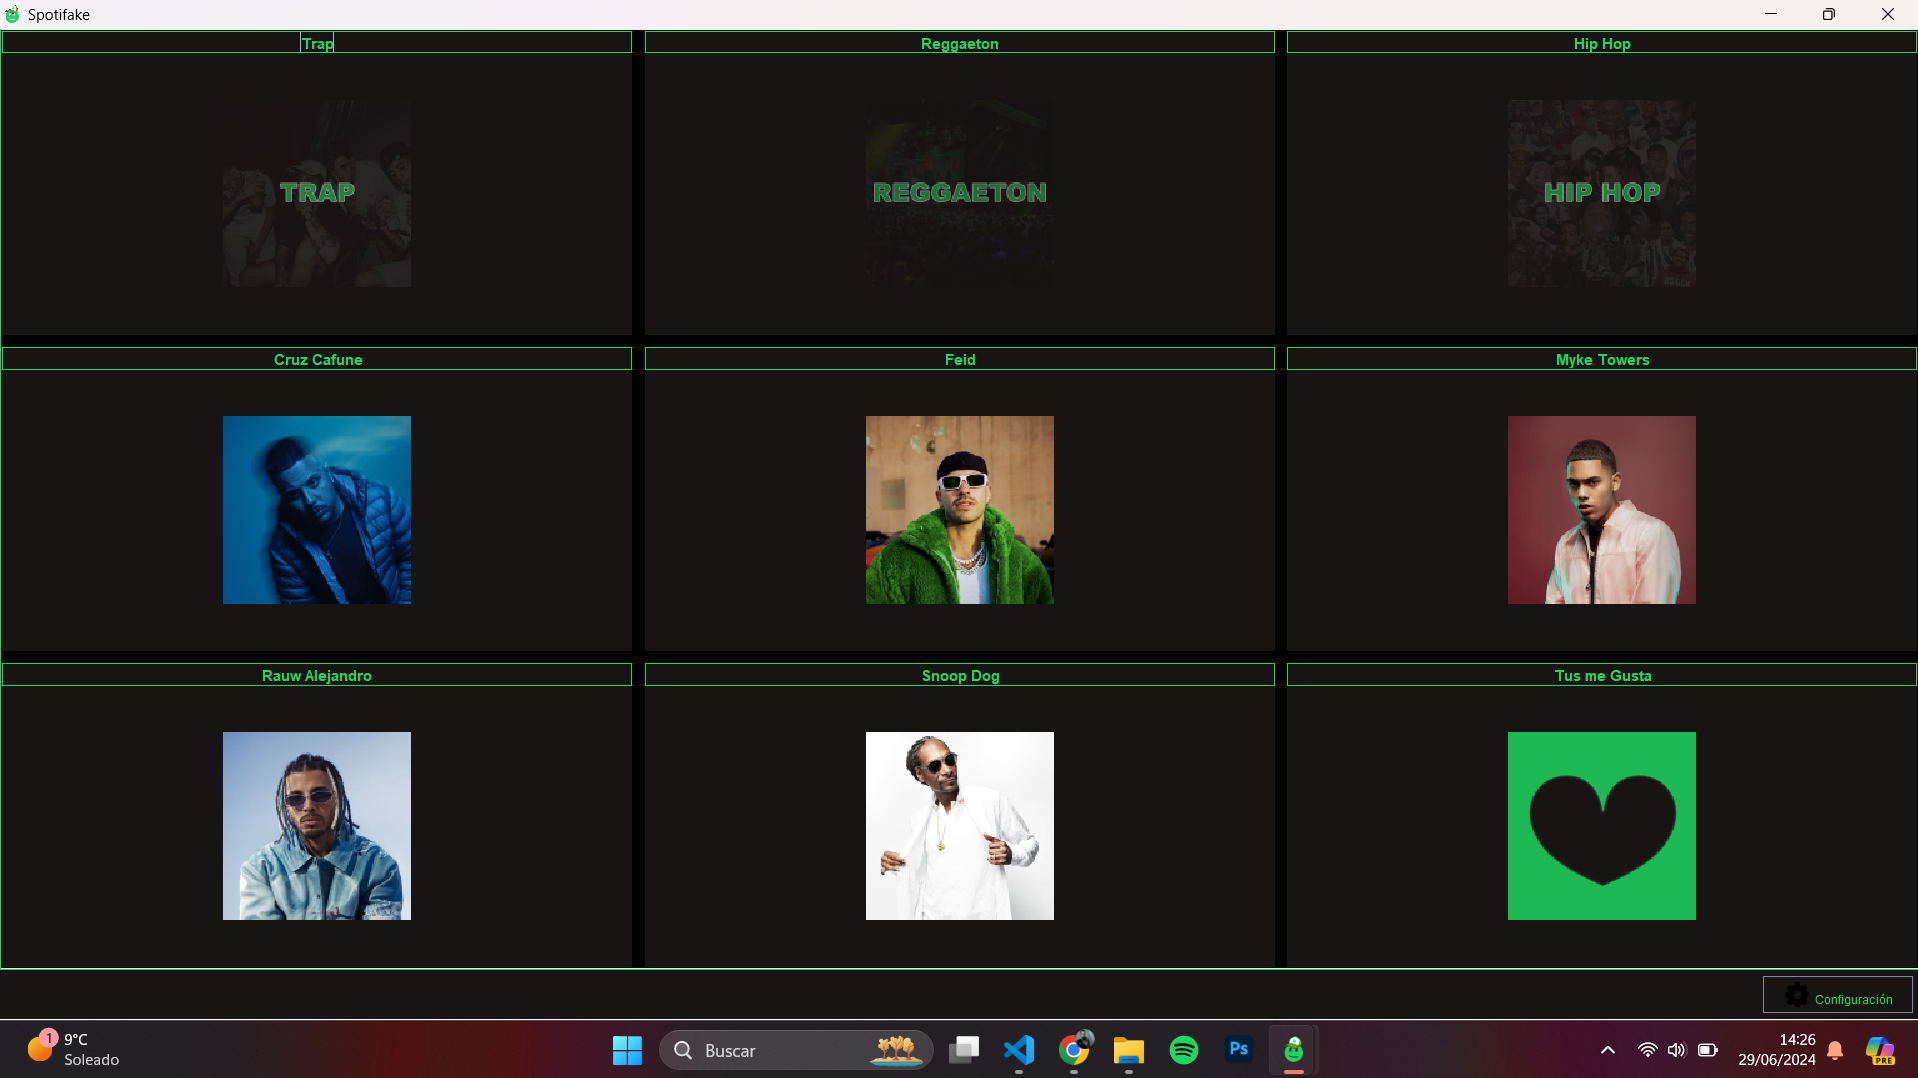 Spotifake
Trap
Reggaeton
Hip Hop
TRAP
REGGAETON
HIP HOP
Cruz Cafune
Feid
Myke Towers
Rauw Alejandro
Snoop Dog
Tus me Gusta
Configuración
1
9°C
Soleado
Buscar
Ps
14:26
29/06/2024
PRE